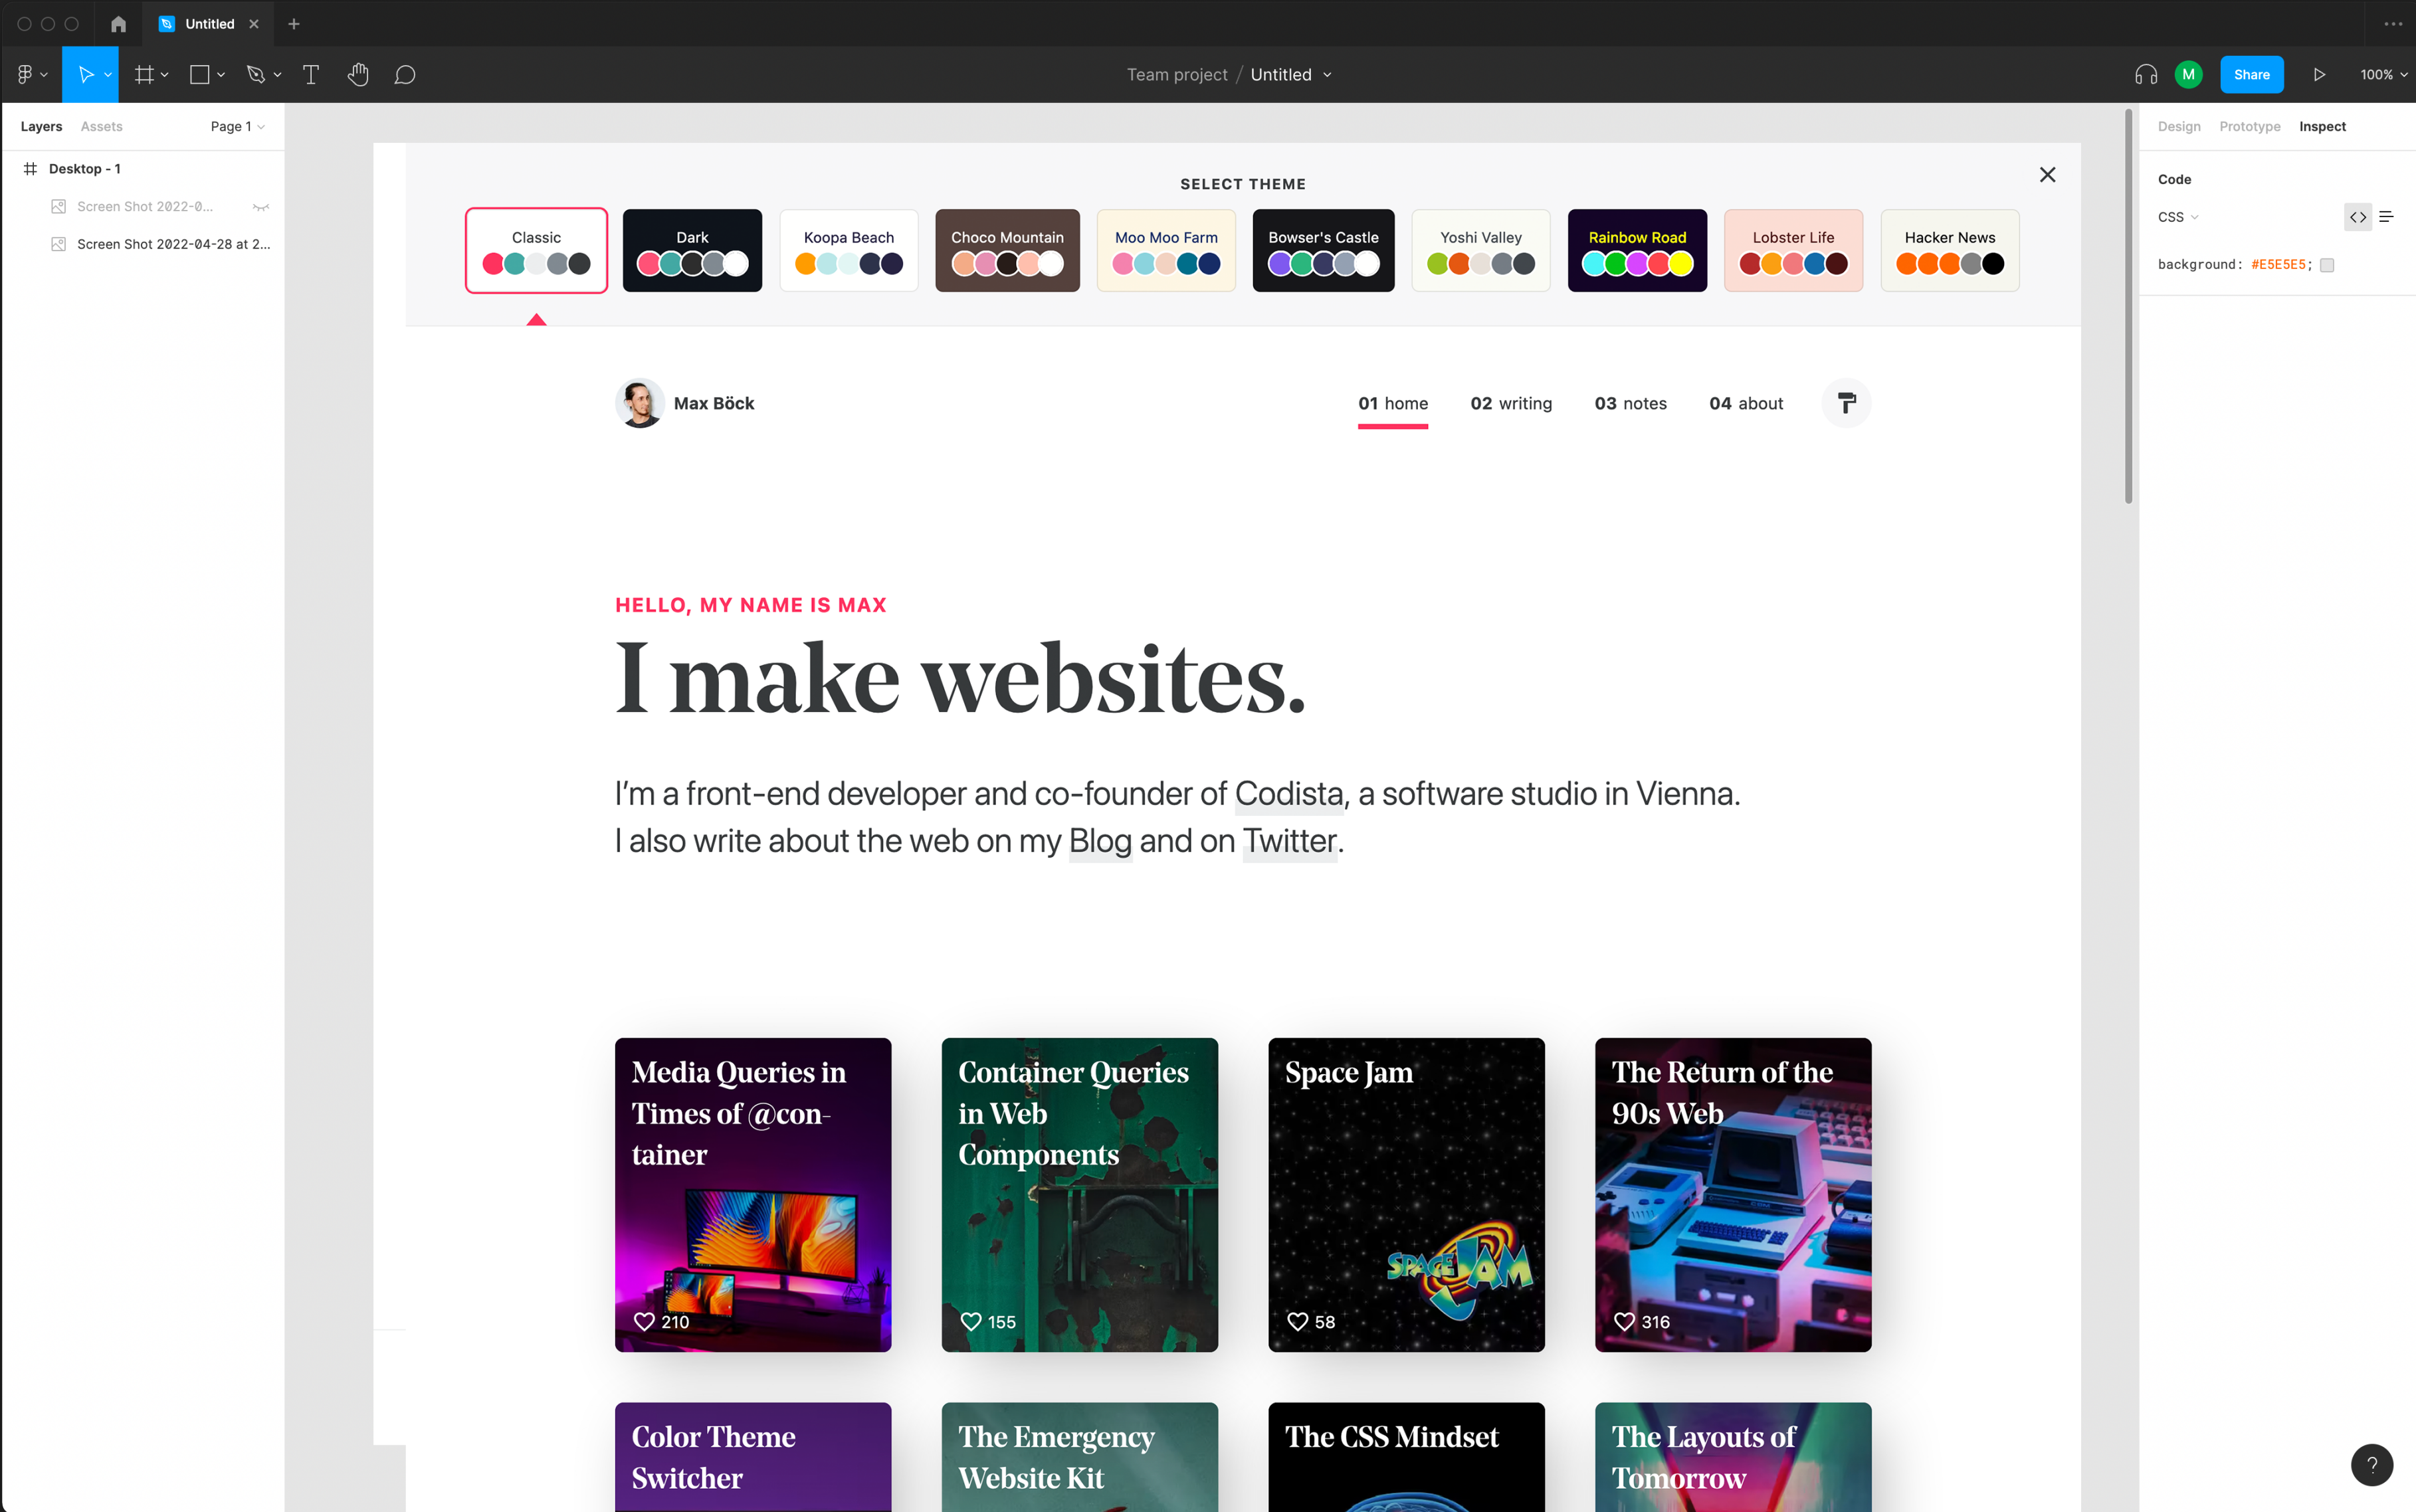 Untitled
Team project / Untitled
M
Share
100%
Layers
Assets
Page 1
Desktop - 1
Screen Shot 2022-0...
Screen Shot 2022-04-28 at 2...
Design
Prototype
Inspect
Code
CSS
background: #E5E5E5;
SELECT THEME
Classic
Dark
Koopa Beach
Choco Mountain
Moo Moo Farm
Bowser's Castle
Yoshi Valley
Rainbow Road
Lobster Life
Hacker News
Max Böck
01 home
02 writing
03 notes
04 about
HELLO, MY NAME IS MAX
I make websites.
I’m a front-end developer and co-founder of Codista, a software studio in Vienna.
I also write about the web on my Blog and on Twitter.
Media Queries in
Times of @con-
tainer
210
Container Queries
in Web
Components
155
Space Jam
SPACE JAM
58
The Return of the
90s Web
316
Color Theme
Switcher
The Emergency
Website Kit
The CSS Mindset
The Layouts of
Tomorrow
?